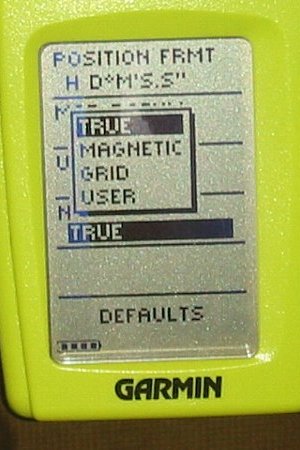 POSITION FRMT
H D°M'S.S"
M
TRUE
MAGNETIC
U
GRID
USER
N
TRUE
DEFAULTS
GARMIN